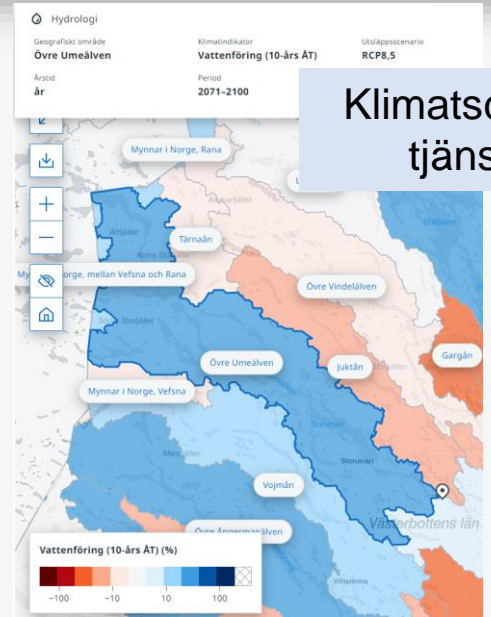 Hydrologi
Geografiskt område
Övre Umeälven
Klimatindikator
Vattenföring (10-års ÅT)
Utsläppsscenario
RCP8,5
Årstid
år
Period
2071–2100
Klimatsc
tjäns
Mynnar i Norge, Rana
Tärnaån
orge, mellan Vefsna och Rana
Övre Vindelälven
Gargån
Övre Umeälven
Juktån
Mynnar i Norge, Vefsna
Storuman
Vojmån
Västerbottens län
Övre Ångermanälven
Vilhelmina
Vattenföring (10-års ÅT) (%)
−100 −10 10 100